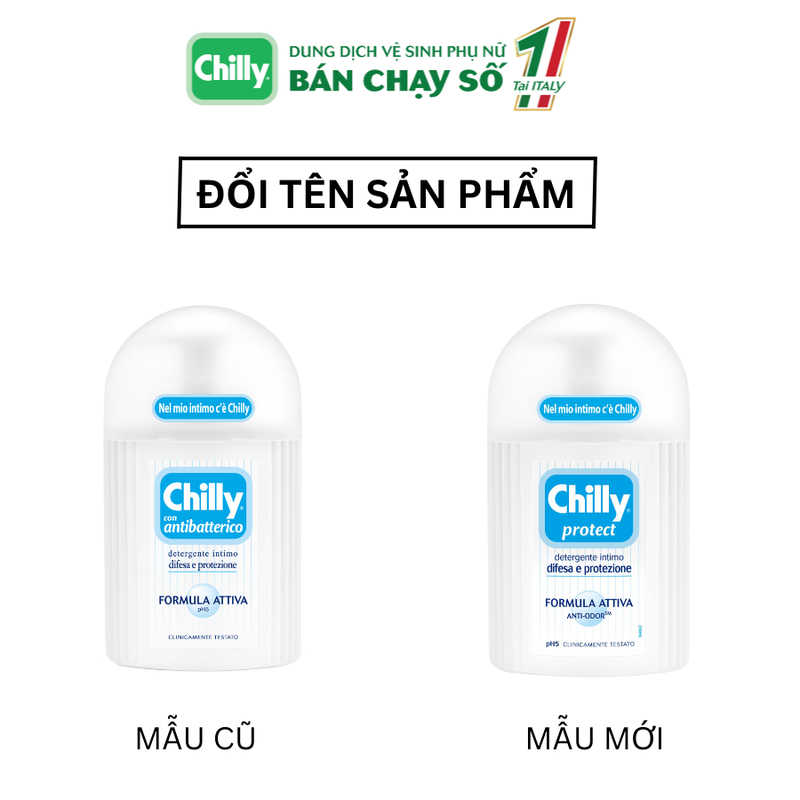 Chilly
DUNG DỊCH VỆ SINH PHỤ NỮ
BÁN CHẠY SỐ 1
Tại ITALY
ĐỔI TÊN SẢN PHẨM
Nel mio intimo c'è Chilly
Chilly
con
antibatterico
detergente intimo
difesa e protezione
FORMULA ATTIVA
pH5
CLINICAMENTE TESTATO
MẪU CŨ
Nel mio intimo c'è Chilly
Chilly
protect
detergente intimo
difesa e protezione
FORMULA ATTIVA
ANTI-ODOR™
pH5 CLINICAMENTE TESTATO
MẪU MỚI